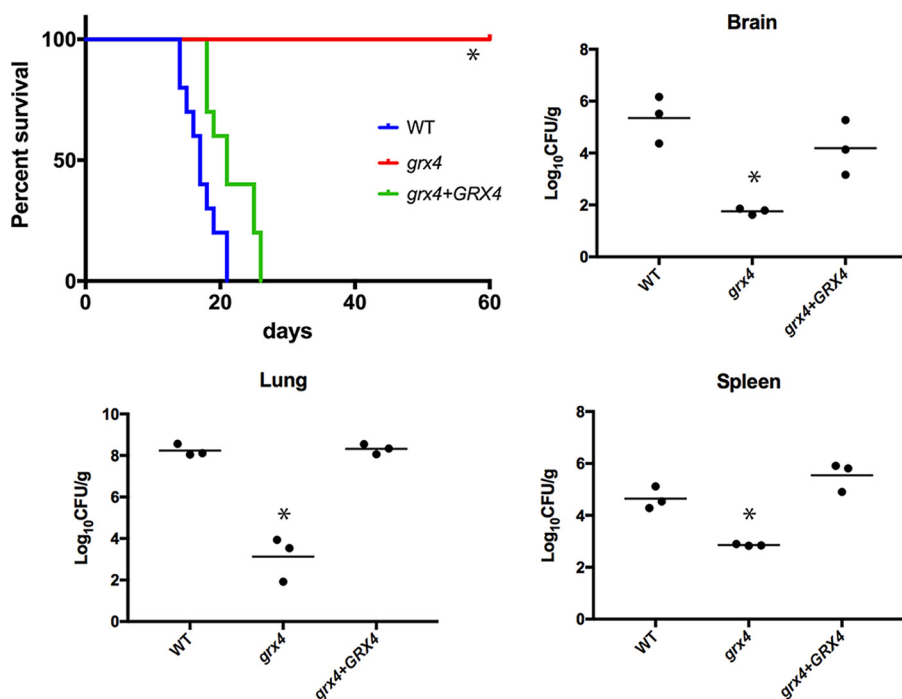 Percent survival
100
50
0
0
20
40
60
days
*
WT
grx4
grx4+GRX4
Brain
Log₁₀CFU/g
8
6
4
2
0
*
WT
grx4
grx4+GRX4
Lung
Log₁₀CFU/g
10
8
6
4
2
0
*
WT
grx4
grx4+GRX4
Spleen
Log₁₀CFU/g
8
6
4
2
0
*
WT
grx4
grx4+GRX4